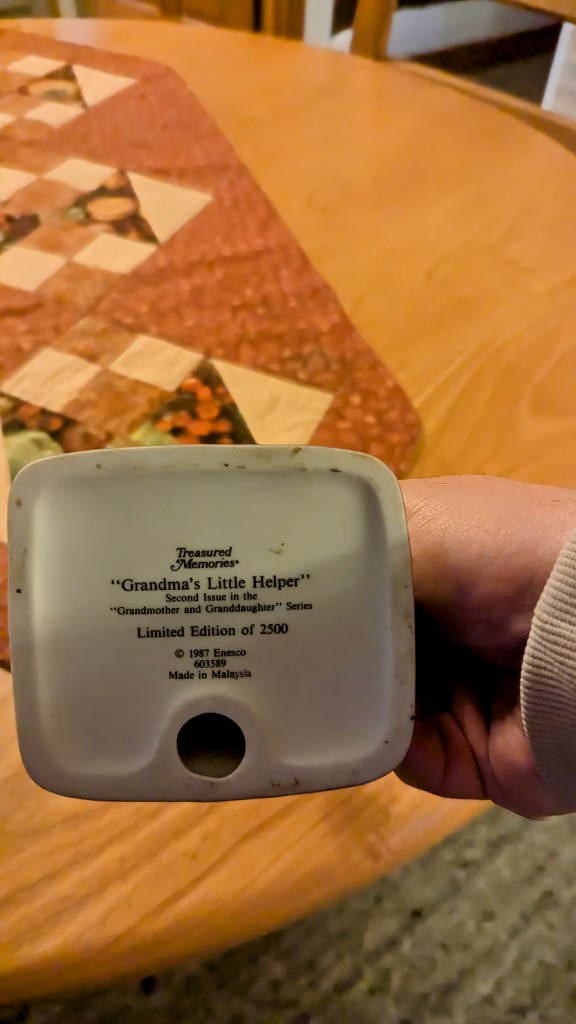 Treasured
Memories®
“Grandma's Little Helper”
Second Issue in the
“Grandmother and Granddaughter” Series
Limited Edition of 2500
© 1987 Enesco
603589
Made in Malaysia